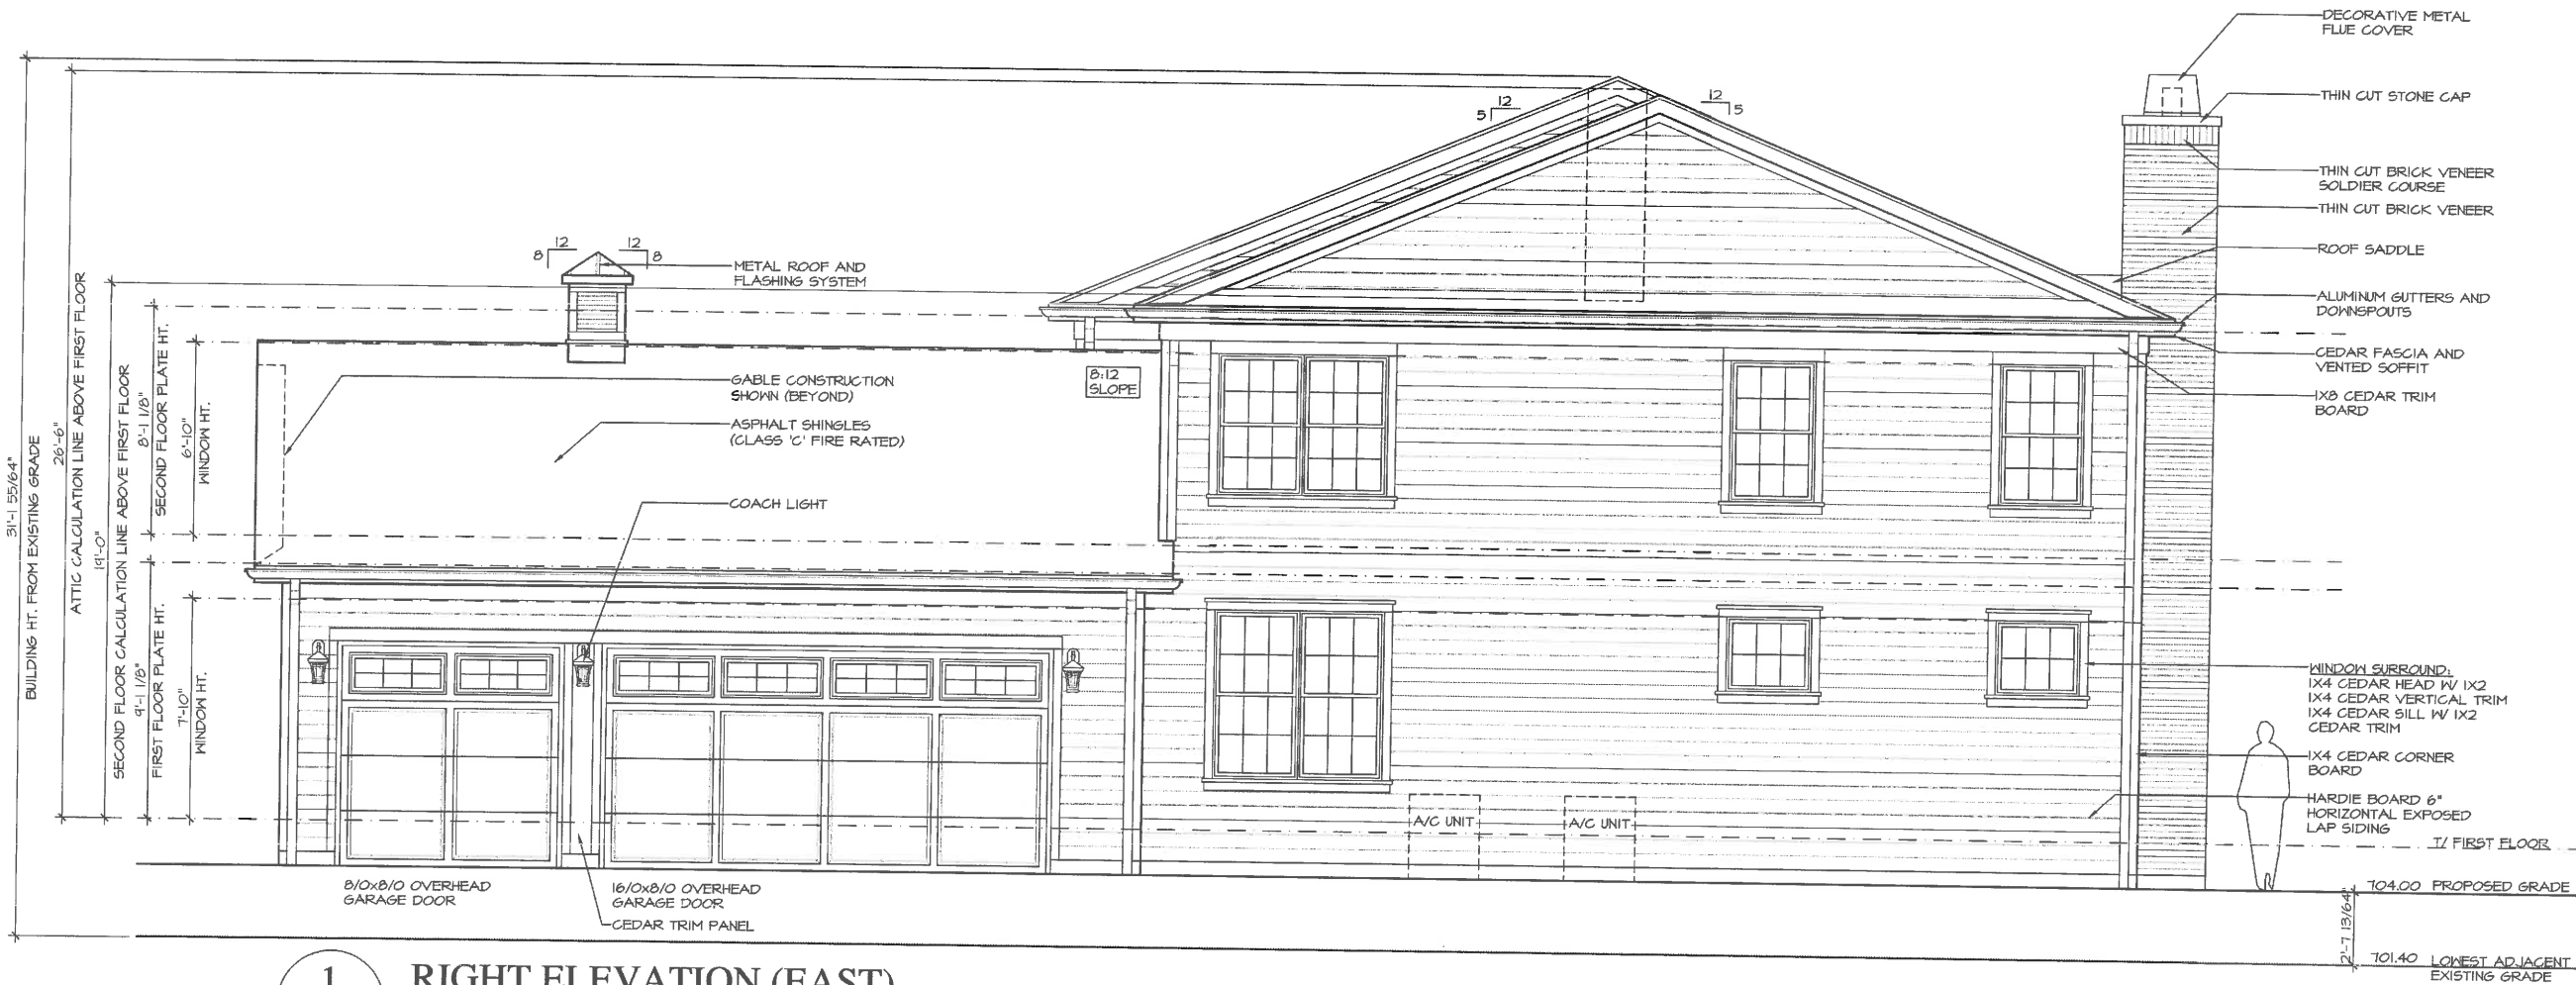 DECORATIVE METAL
FLUE COVER
THIN CUT STONE CAP
THIN CUT BRICK VENEER
SOLDIER COURSE
THIN CUT BRICK VENEER
ROOF SADDLE
ALUMINUM GUTTERS AND
DOWNSPOUTS
CEDAR FASCIA AND
VENTED SOFFIT
1X8 CEDAR TRIM
BOARD
WINDOW SURROUND:
1X4 CEDAR HEAD W/ 1X2
1X4 CEDAR VERTICAL TRIM
1X4 CEDAR SILL W/ 1X2
CEDAR TRIM
1X4 CEDAR CORNER
BOARD
HARDIE BOARD 6"
HORIZONTAL EXPOSED
LAP SIDING
T/ FIRST FLOOR
704.00 PROPOSED GRADE
2'-7 13/64"
701.40 LOWEST ADJACENT
EXISTING GRADE
12
5
12
5
12
8
12
8
METAL ROOF AND
FLASHING SYSTEM
GABLE CONSTRUCTION
SHOWN (BEYOND)
8:12
SLOPE
ASPHALT SHINGLES
(CLASS 'C' FIRE RATED)
COACH LIGHT
31'-1 55/64"
BUILDING HT. FROM EXISTING GRADE
26'-6"
ATTIC CALCULATION LINE ABOVE FIRST FLOOR
19'-0"
SECOND FLOOR CALCULATION LINE ABOVE FIRST FLOOR
8'-1 1/8"
SECOND FLOOR PLATE HT.
6'-10"
WINDOW HT.
9'-1 1/8"
FIRST FLOOR PLATE HT.
7'-10"
WINDOW HT.
A/C UNIT
A/C UNIT
8/0x8/0 OVERHEAD
GARAGE DOOR
16/0x8/0 OVERHEAD
GARAGE DOOR
CEDAR TRIM PANEL
1
RIGHT ELEVATION (EAST)